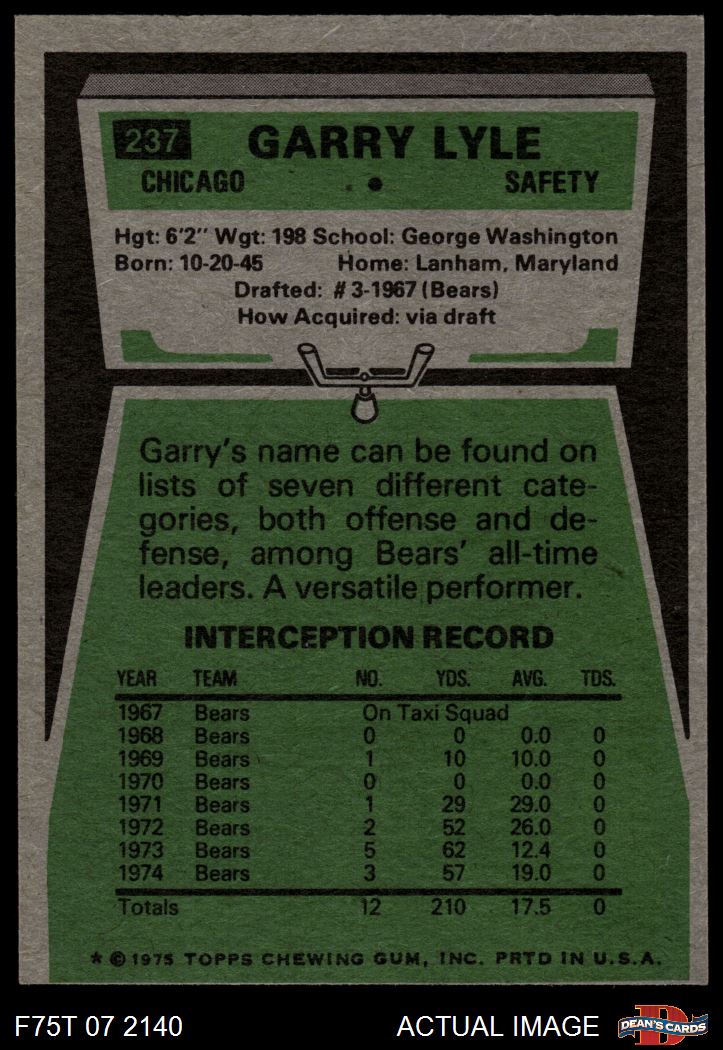 237 GARRY LYLE
CHICAGO • SAFETY
Hgt: 6'2" Wgt: 198 School: George Washington
Born: 10-20-45 Home: Lanham, Maryland
Drafted: #3-1967 (Bears)
How Acquired: via draft
Garry's name can be found on
lists of seven different cate-
gories, both offense and de-
fense, among Bears' all-time
leaders. A versatile performer.
INTERCEPTION RECORD
YEAR TEAM NO. YDS. AVG. TDS.
1967 Bears On Taxi Squad
1968 Bears 0 0 0.0 0
1969 Bears 1 10 10.0 0
1970 Bears 0 0 0.0 0
1971 Bears 1 29 29.0 0
1972 Bears 2 52 26.0 0
1973 Bears 5 62 12.4 0
1974 Bears 3 57 19.0 0
Totals 12 210 17.5 0
* © 1975 TOPPS CHEWING GUM, INC. PRTD IN U.S.A.
F75T 07 2140 ACTUAL IMAGE D DEAN'S CARDS